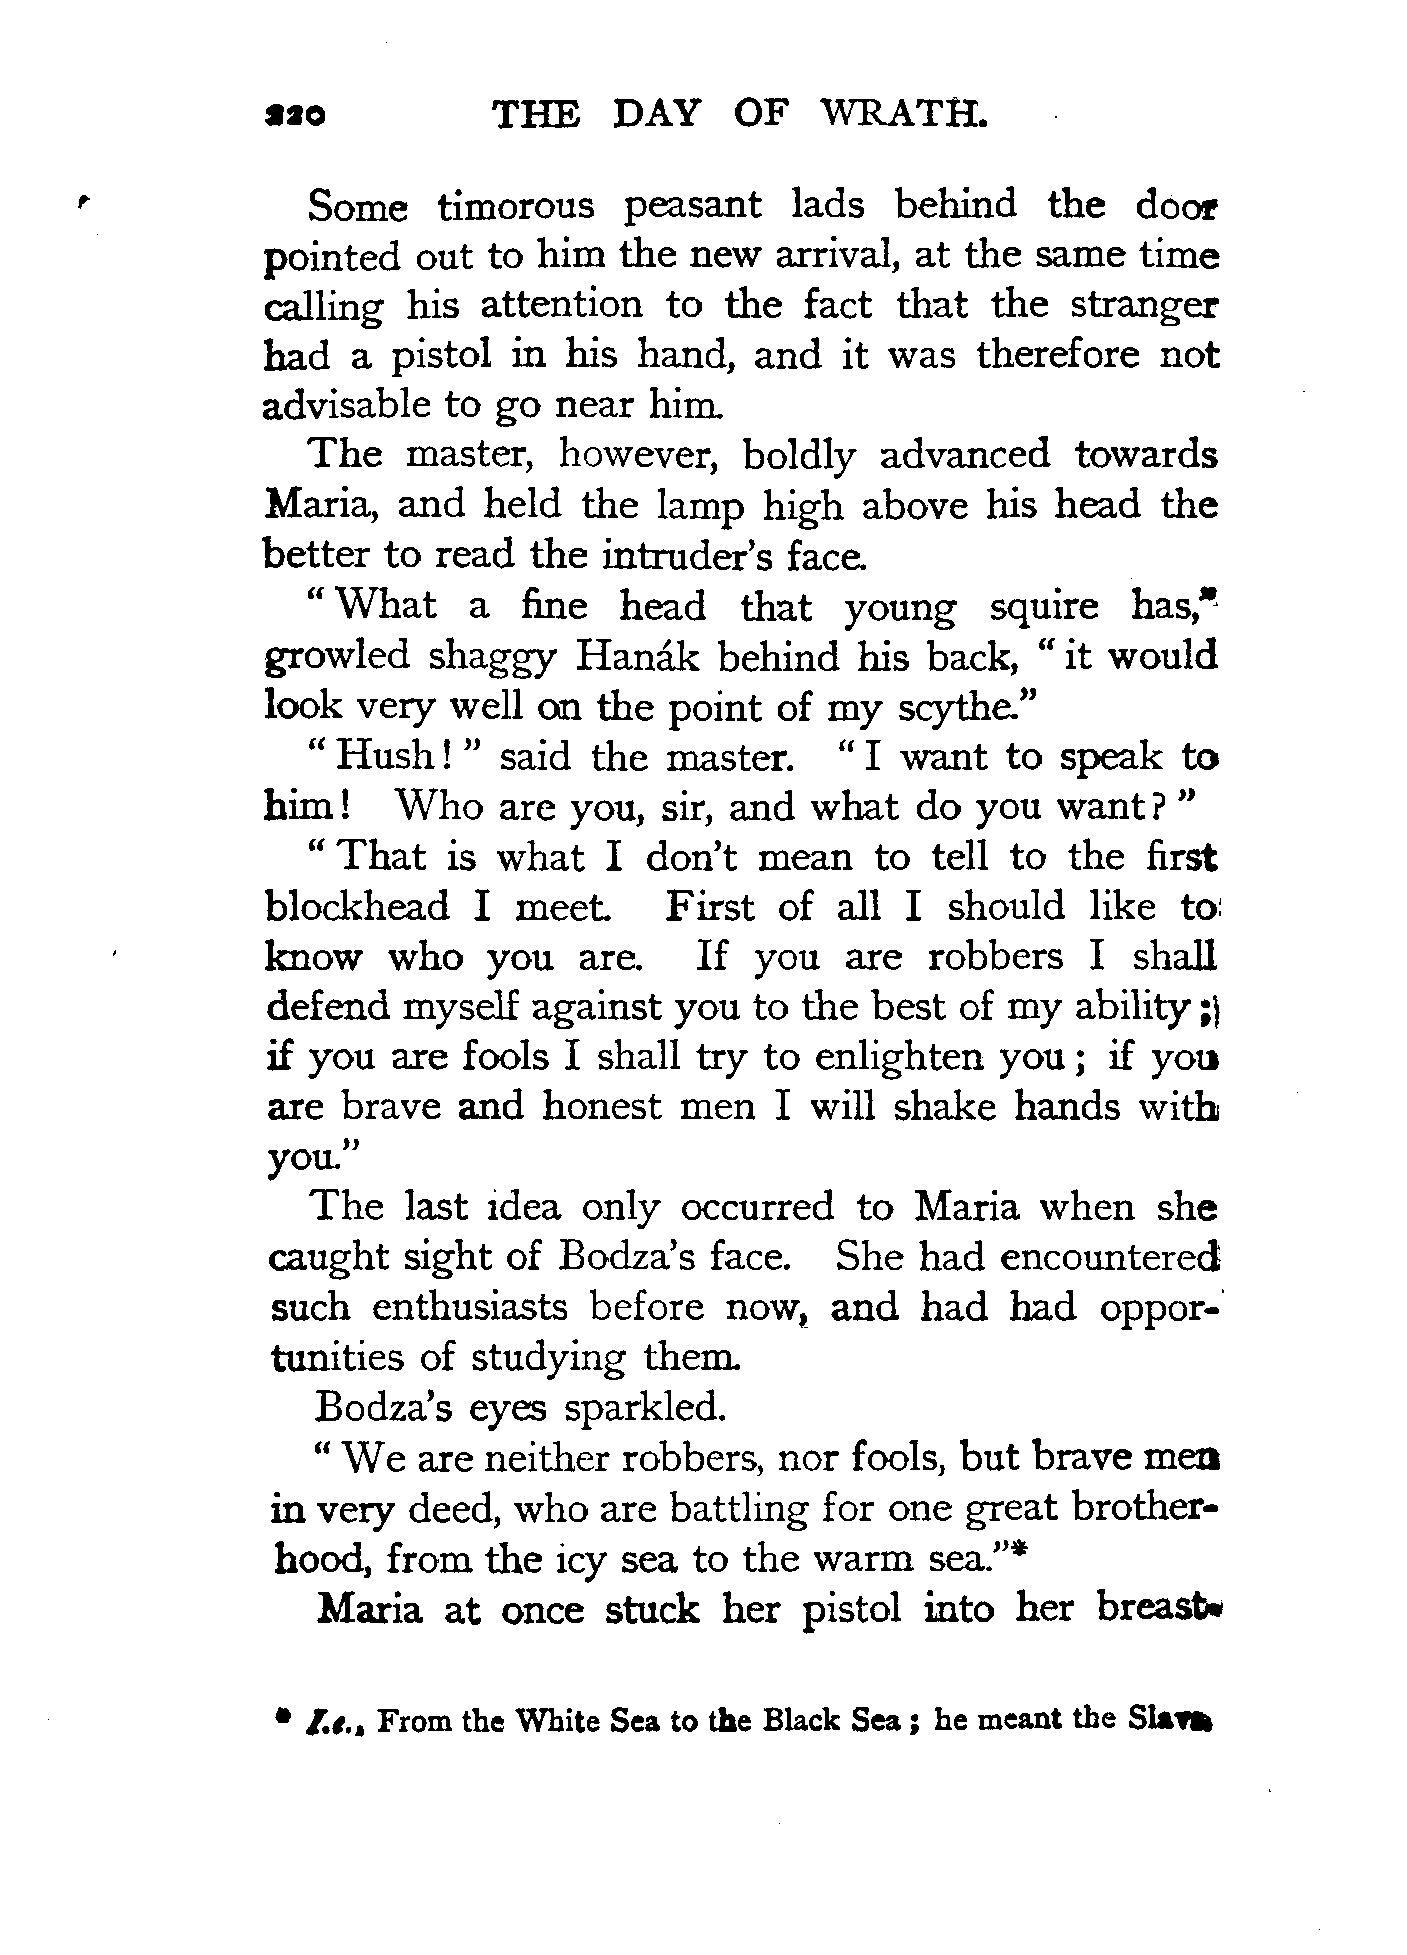 220 THE DAY OF WRATH.
Some timorous peasant lads behind the door
pointed out to him the new arrival, at the same time
calling his attention to the fact that the stranger
had a pistol in his hand, and it was therefore not
advisable to go near him.
The master, however, boldly advanced towards
Maria, and held the lamp high above his head the
better to read the intruder's face.
"What a fine head that young squire has,"
growled shaggy Hanák behind his back, "it would
look very well on the point of my scythe."
"Hush!" said the master. "I want to speak to
him! Who are you, sir, and what do you want?"
"That is what I don't mean to tell to the first
blockhead I meet. First of all I should like to
know who you are. If you are robbers I shall
defend myself against you to the best of my ability;
if you are fools I shall try to enlighten you; if you
are brave and honest men I will shake hands with
you."
The last idea only occurred to Maria when she
caught sight of Bodza's face. She had encountered
such enthusiasts before now, and had had oppor-
tunities of studying them.
Bodza's eyes sparkled.
"We are neither robbers, nor fools, but brave men
in very deed, who are battling for one great brother-
hood, from the icy sea to the warm sea."*
Maria at once stuck her pistol into her breast-
* I.e., From the White Sea to the Black Sea; he meant the Slavs